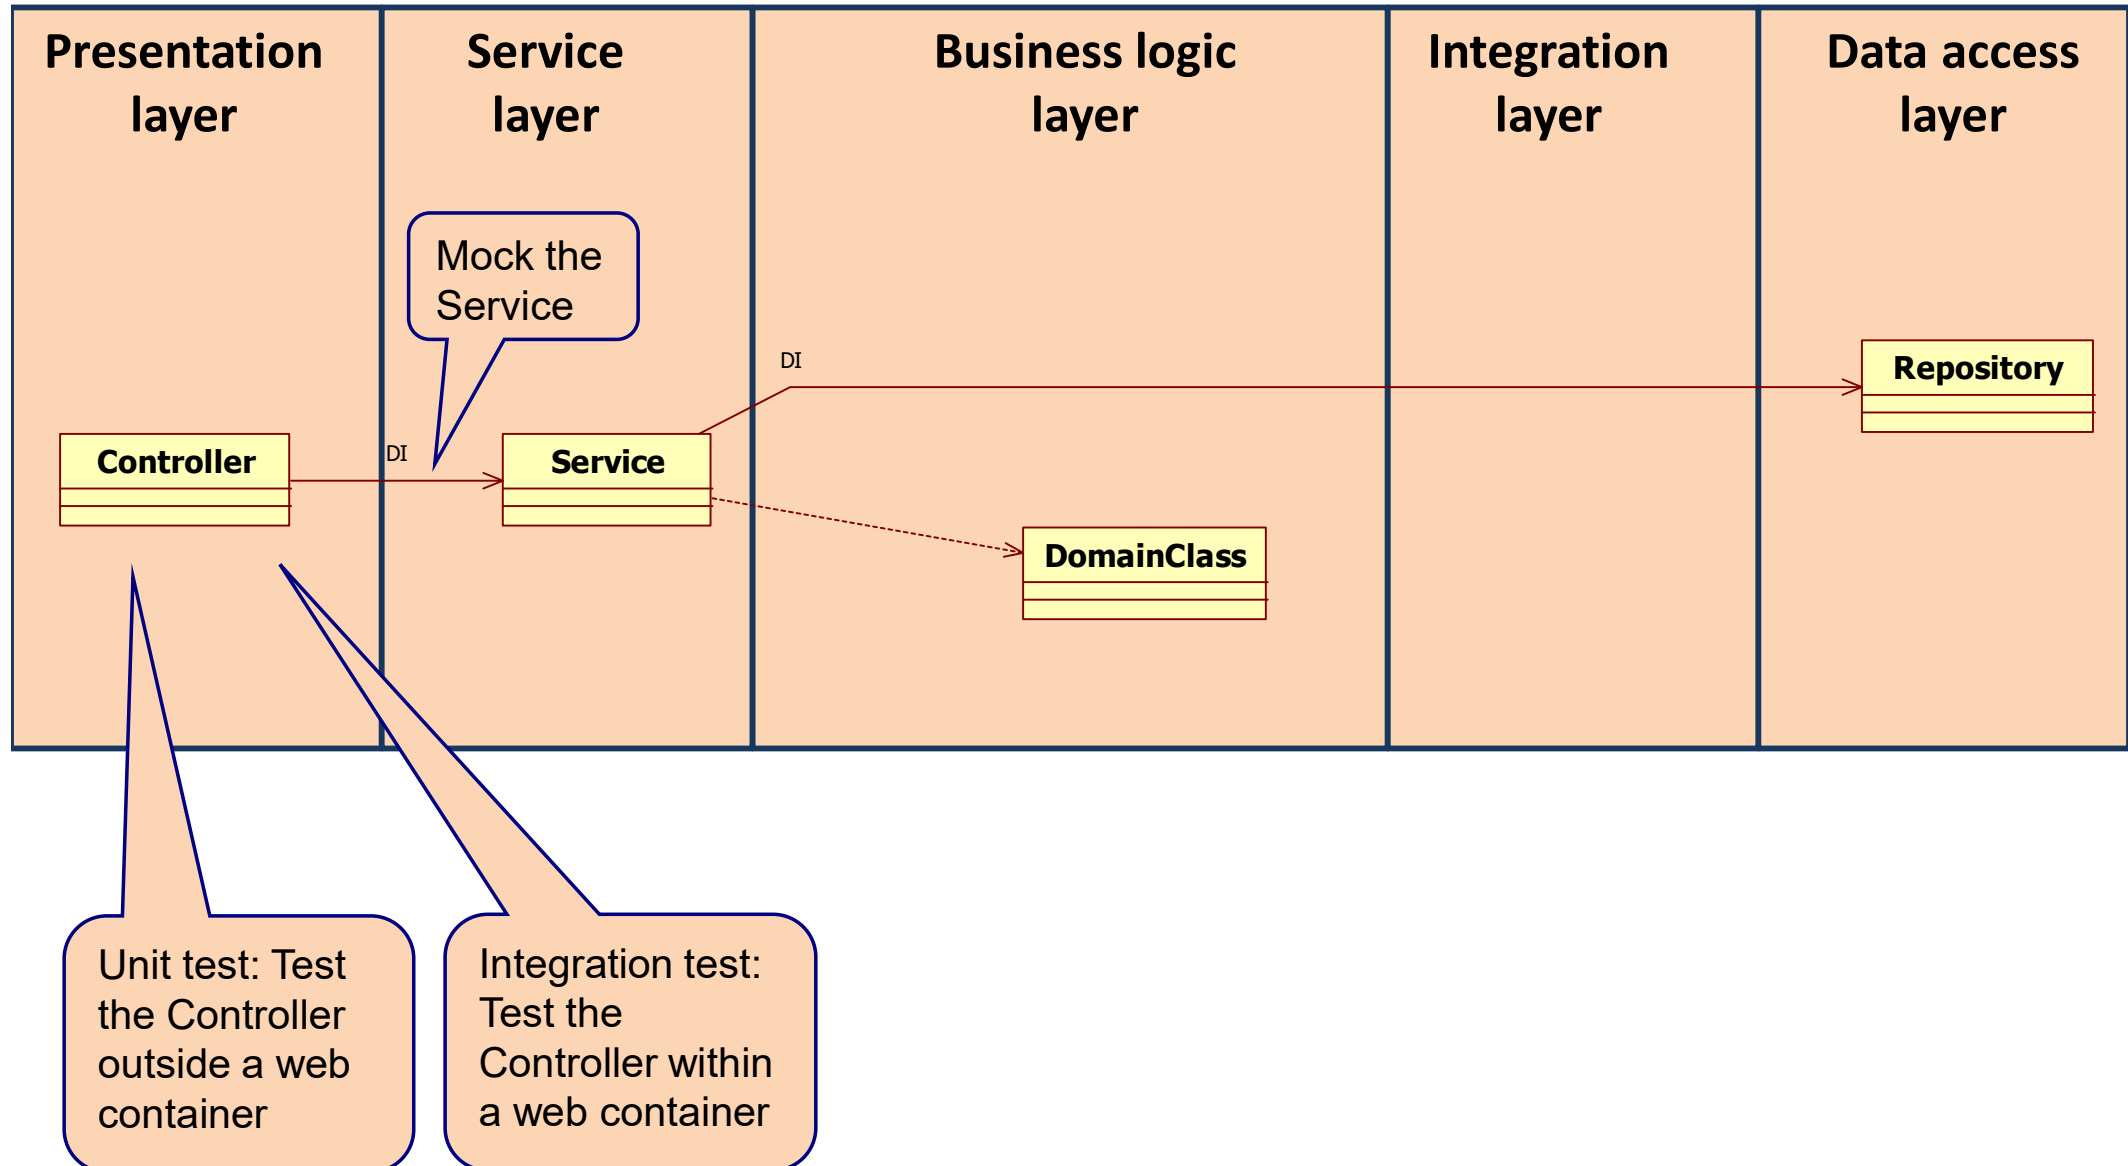 Presentation
layer
Service
layer
Business logic
layer
Integration
layer
Data access
layer
Mock the
Service
DI
Repository
Controller
DI
Service
DomainClass
Unit test: Test
the Controller
outside a web
container
Integration test:
Test the
Controller within
a web container